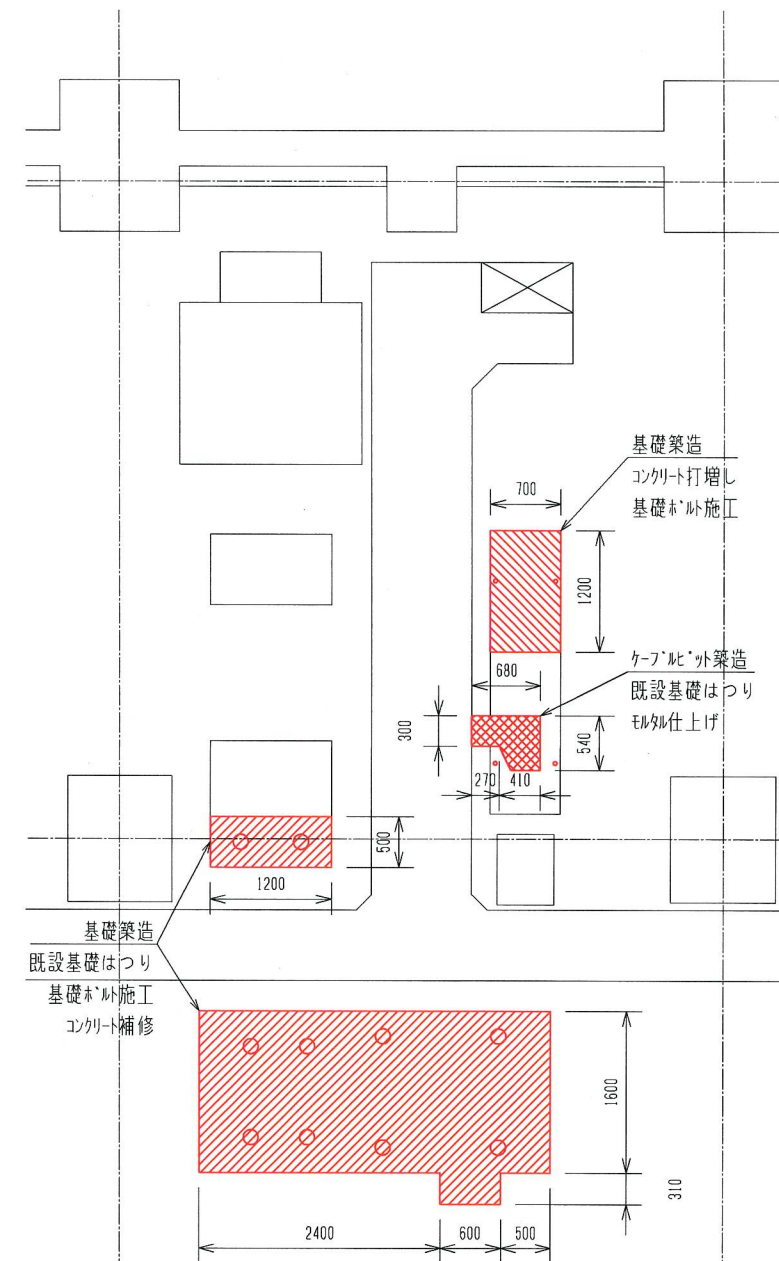 基礎築造
コンクリート打増し
基礎ボルト施工
700
1200
ケーブルピット築造
既設基礎はつり
モルタル仕上げ
680
300
540
270
410
500
1200
基礎築造
既設基礎はつり
基礎ボルト施工
コンクリート補修
1600
310
2400
600
500